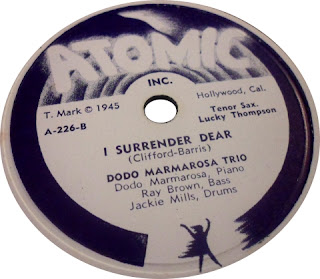 ATOMIC
INC.
T. Mark © 1945
Hollywood, Cal.
A-226-B
Tenor Sax.
Lucky Thompson
I SURRENDER DEAR
(Clifford-Barris)
DODO MARMAROSA TRIO
Dodo Marmarosa, Piano
Ray Brown, Bass
Jackie Mills, Drums